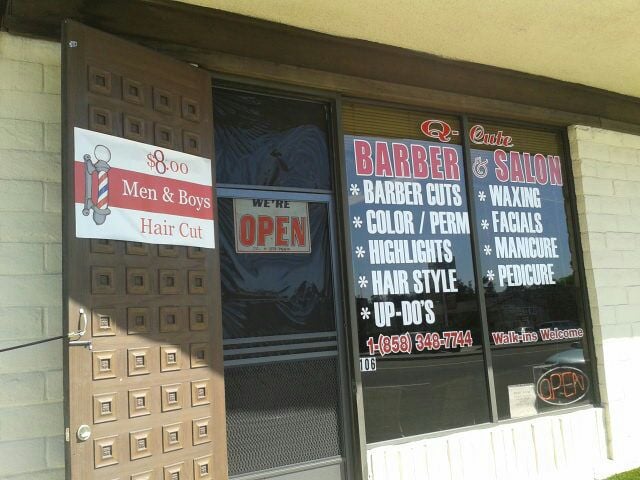 $8.00
Men & Boys
Hair Cut
WE'RE
OPEN
Q-Cute
BARBER & SALON
* BARBER CUTS
* COLOR / PERM
* HIGHLIGHTS
* HAIR STYLE
* UP-DO'S
* WAXING
* FACIALS
* MANICURE
* PEDICURE
1-(858) 348-7744
Walk-ins Welcome
106
OPEN